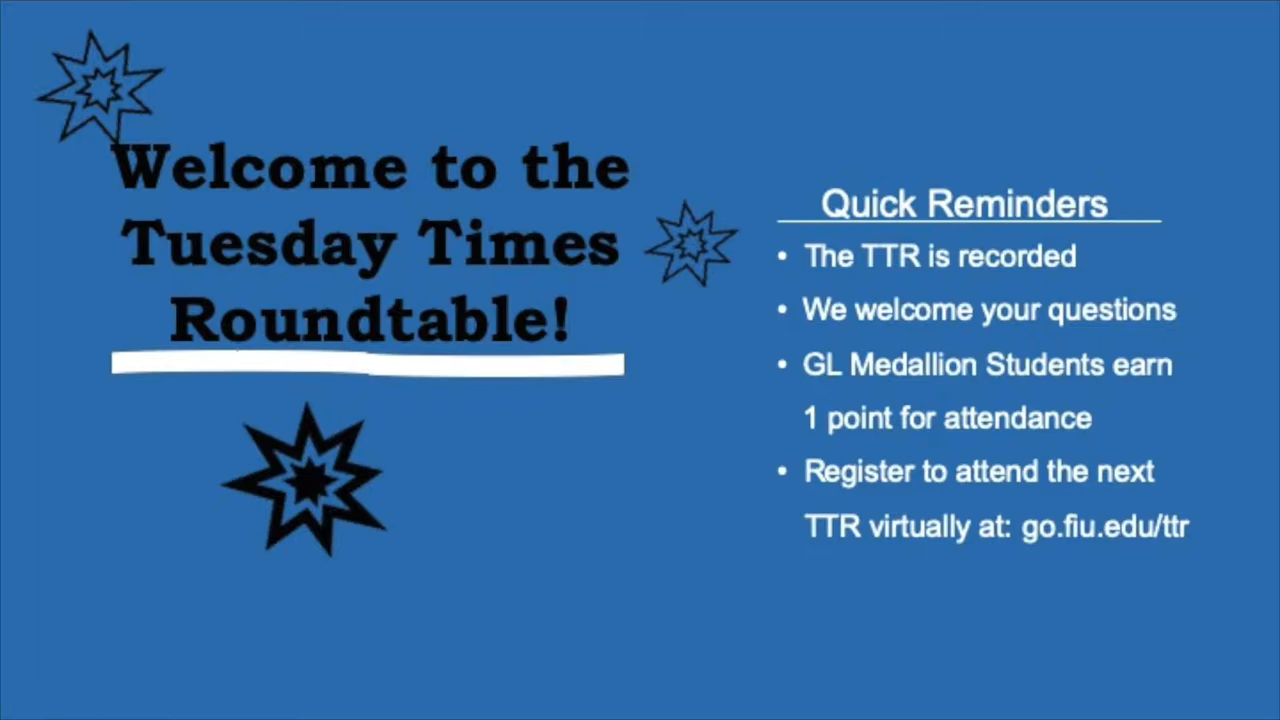 Welcome to the
Tuesday Times
Roundtable!
Quick Reminders
• The TTR is recorded
• We welcome your questions
• GL Medallion Students earn
1 point for attendance
• Register to attend the next
TTR virtually at: go.fiu.edu/ttr